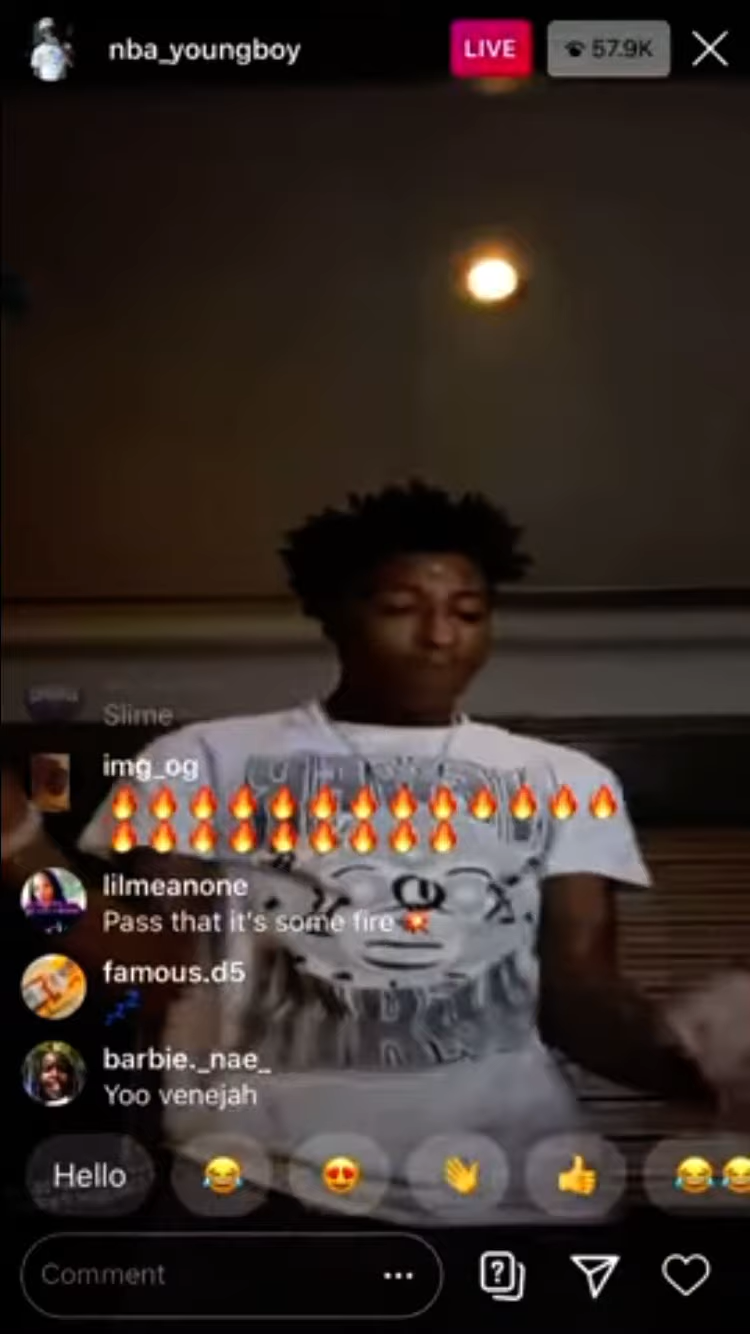 nba_youngboy
LIVE
57.9K
Slime
img_og
🔥🔥🔥🔥🔥🔥🔥🔥🔥🔥🔥🔥🔥
🔥🔥🔥🔥🔥🔥🔥🔥🔥
lilmeanone
Pass that it's some fire 💥
famous.d5
💤
barbie._nae_
Yoo venejah
Hello 😂 😍 👋 👍 😂😂
Comment